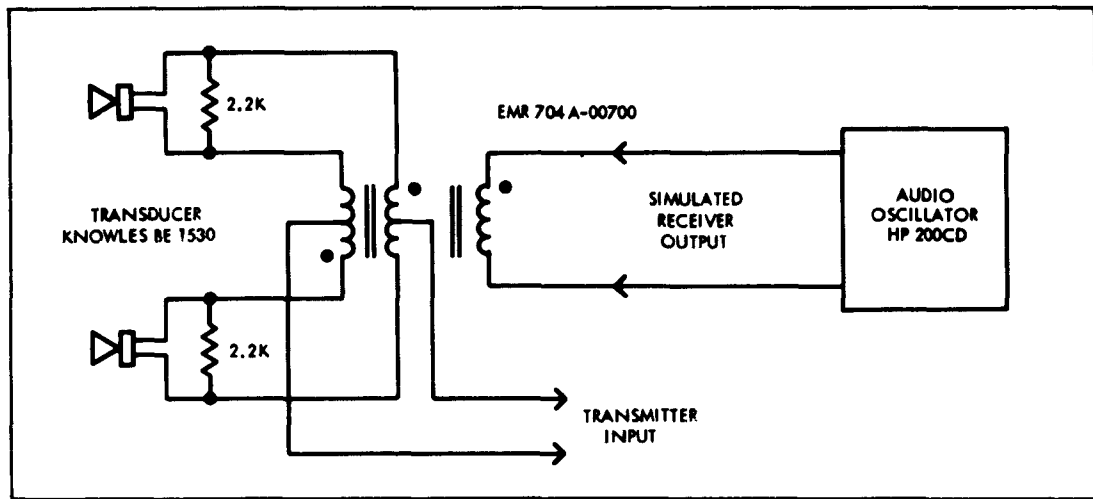 2.2K
EMR 704 A-00700
TRANSDUCER
KNOWLES BE 1530
SIMULATED
RECEIVER
OUTPUT
AUDIO
OSCILLATOR
HP 200CD
2.2K
TRANSMITTER
INPUT